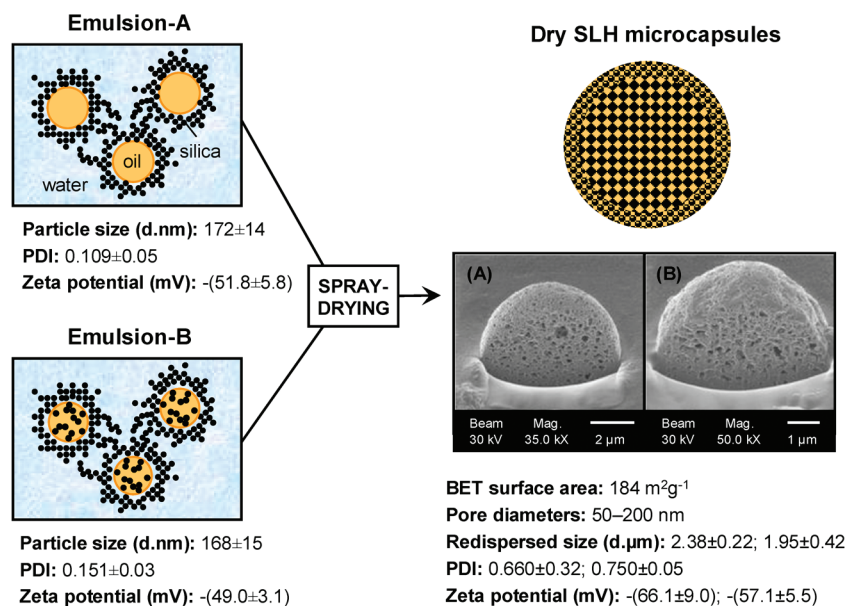 Emulsion-A
oil
silica
water
Particle size (d.nm): 172±14
PDI: 0.109±0.05
Zeta potential (mV): -(51.8±5.8)
Emulsion-B
Particle size (d.nm): 168±15
PDI: 0.151±0.03
Zeta potential (mV): -(49.0±3.1)
SPRAY-
DRYING
Dry SLH microcapsules
(A)
Beam Mag.
30 kV 35.0 kX 2 µm
(B)
Beam Mag.
30 kV 50.0 kX 1 µm
BET surface area: 184 m²g⁻¹
Pore diameters: 50–200 nm
Redispersed size (d.µm): 2.38±0.22; 1.95±0.42
PDI: 0.660±0.32; 0.750±0.05
Zeta potential (mV): -(66.1±9.0); -(57.1±5.5)